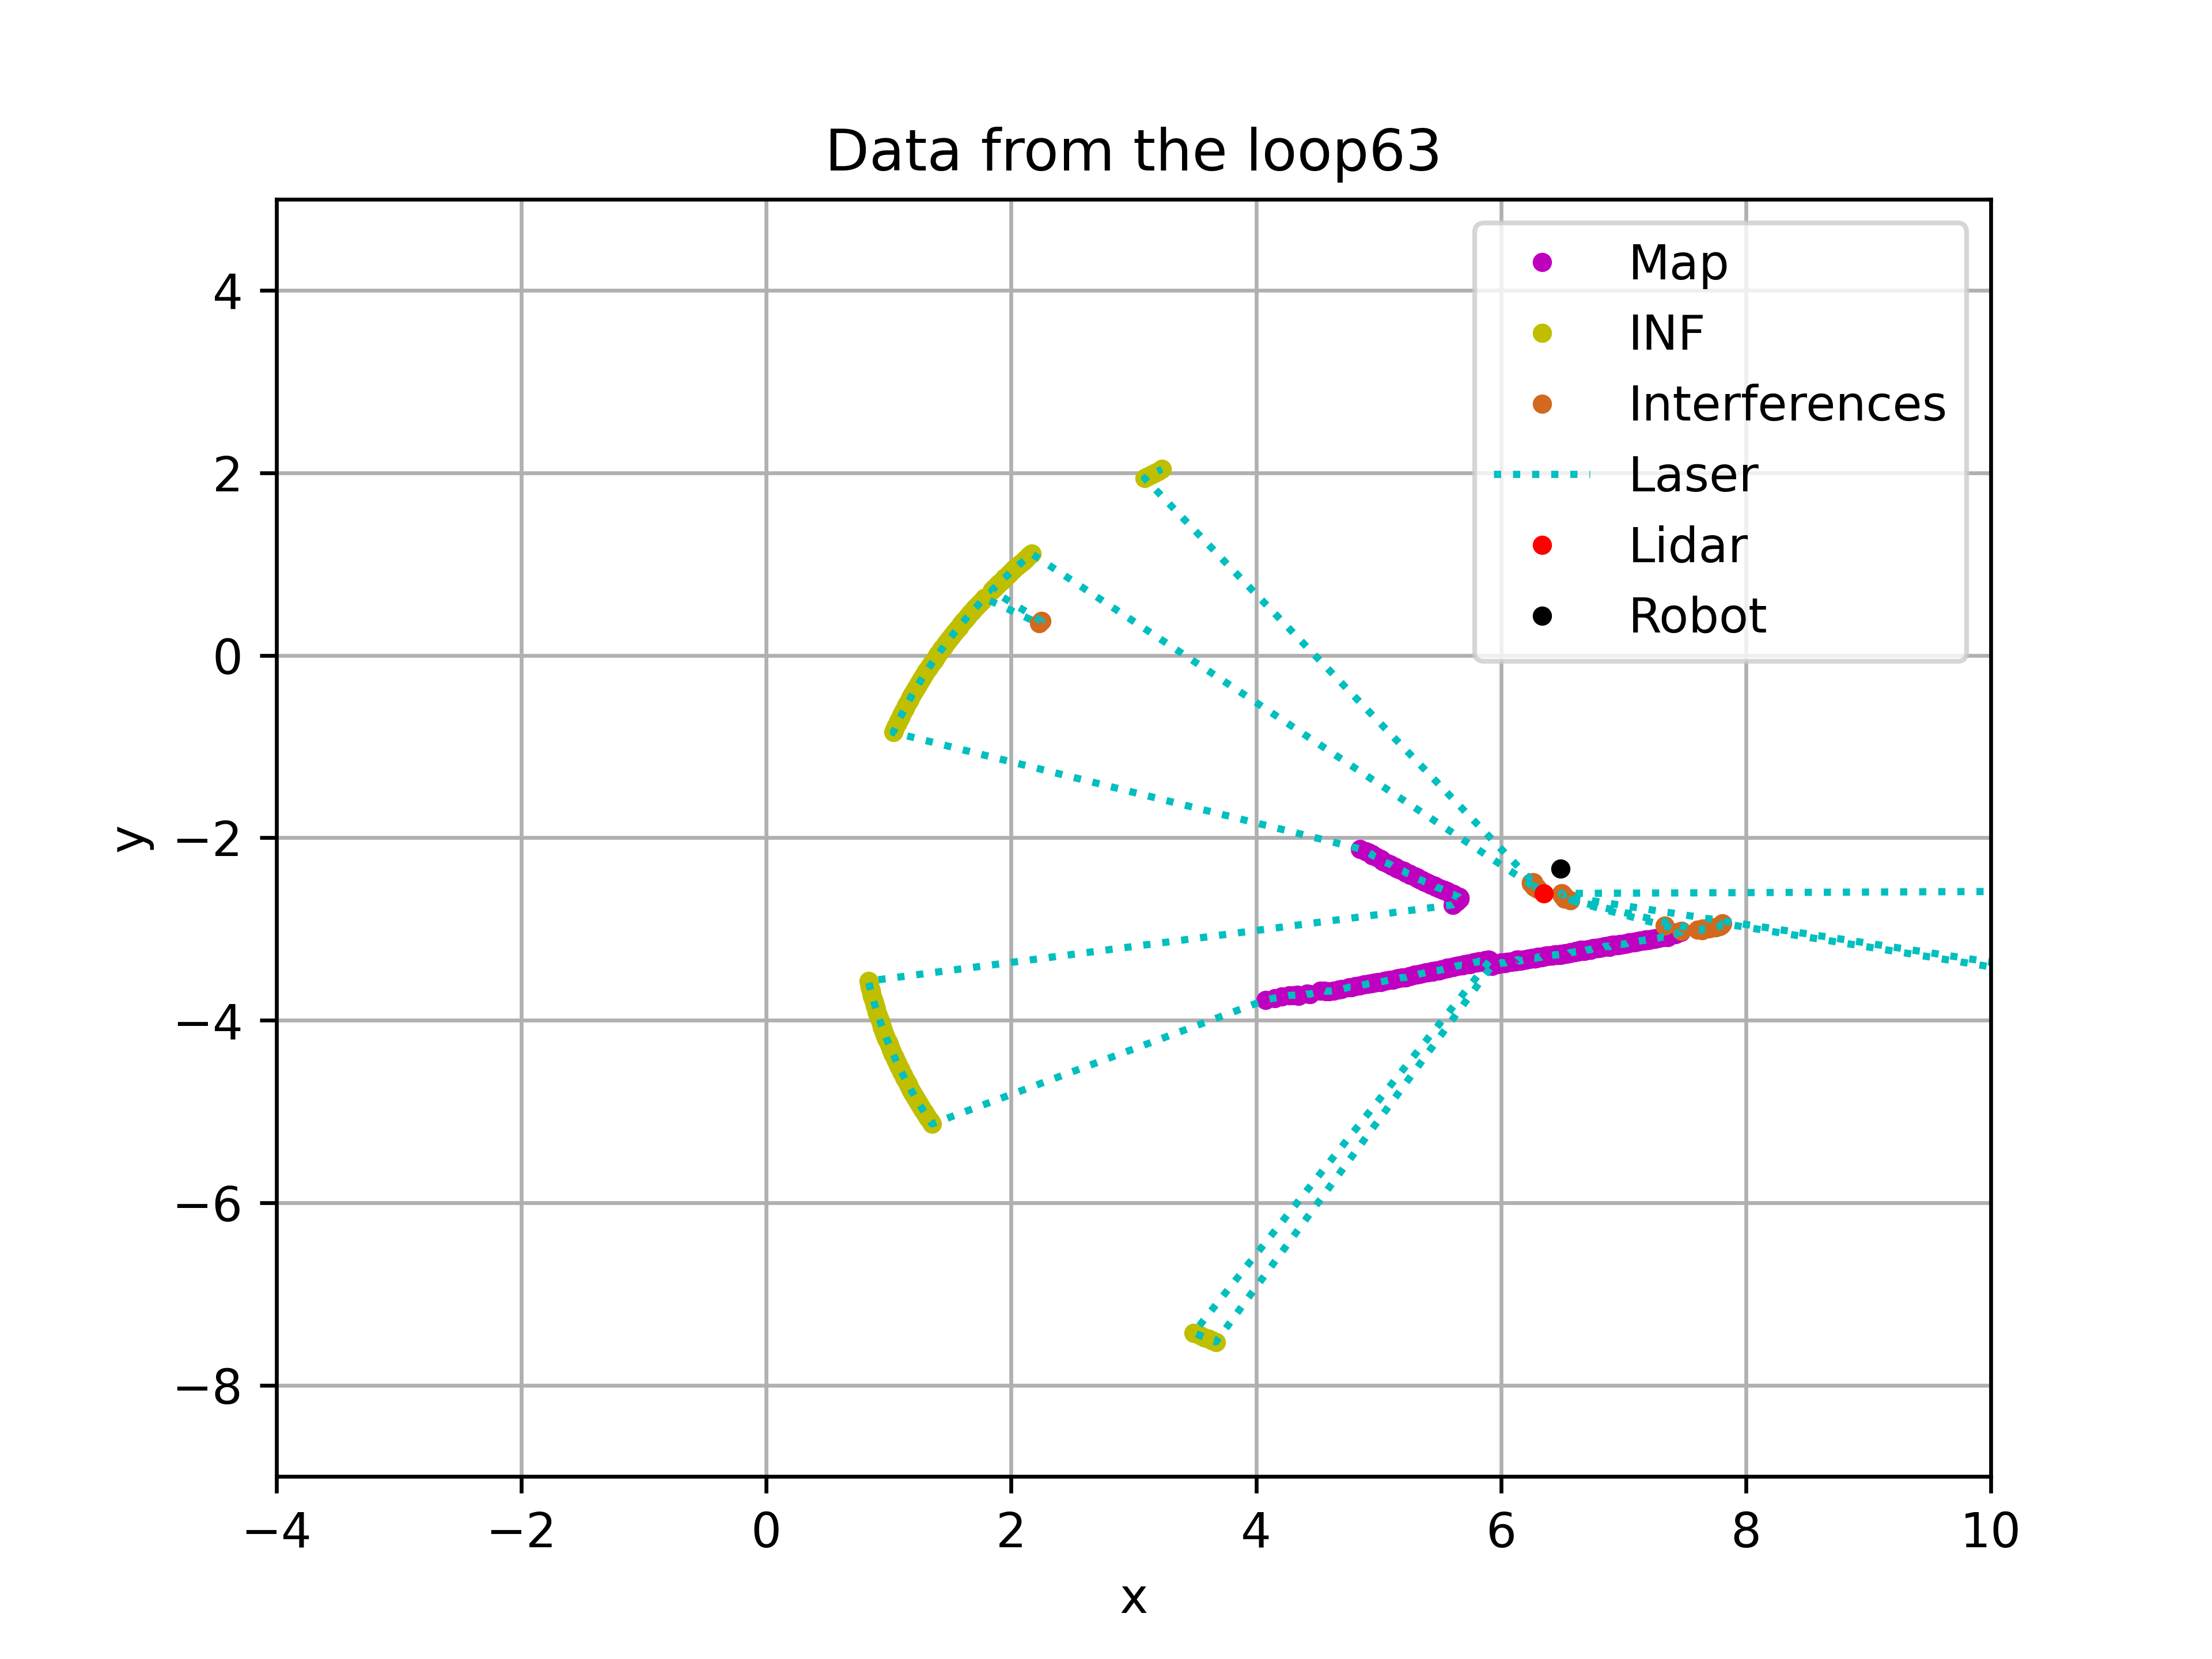 Data from the loop63
Map
INF
Interferences
Laser
Lidar
Robot
4
2
0
−2
−4
−6
−8
y
−4 −2 0 2 4 6 8 10
x